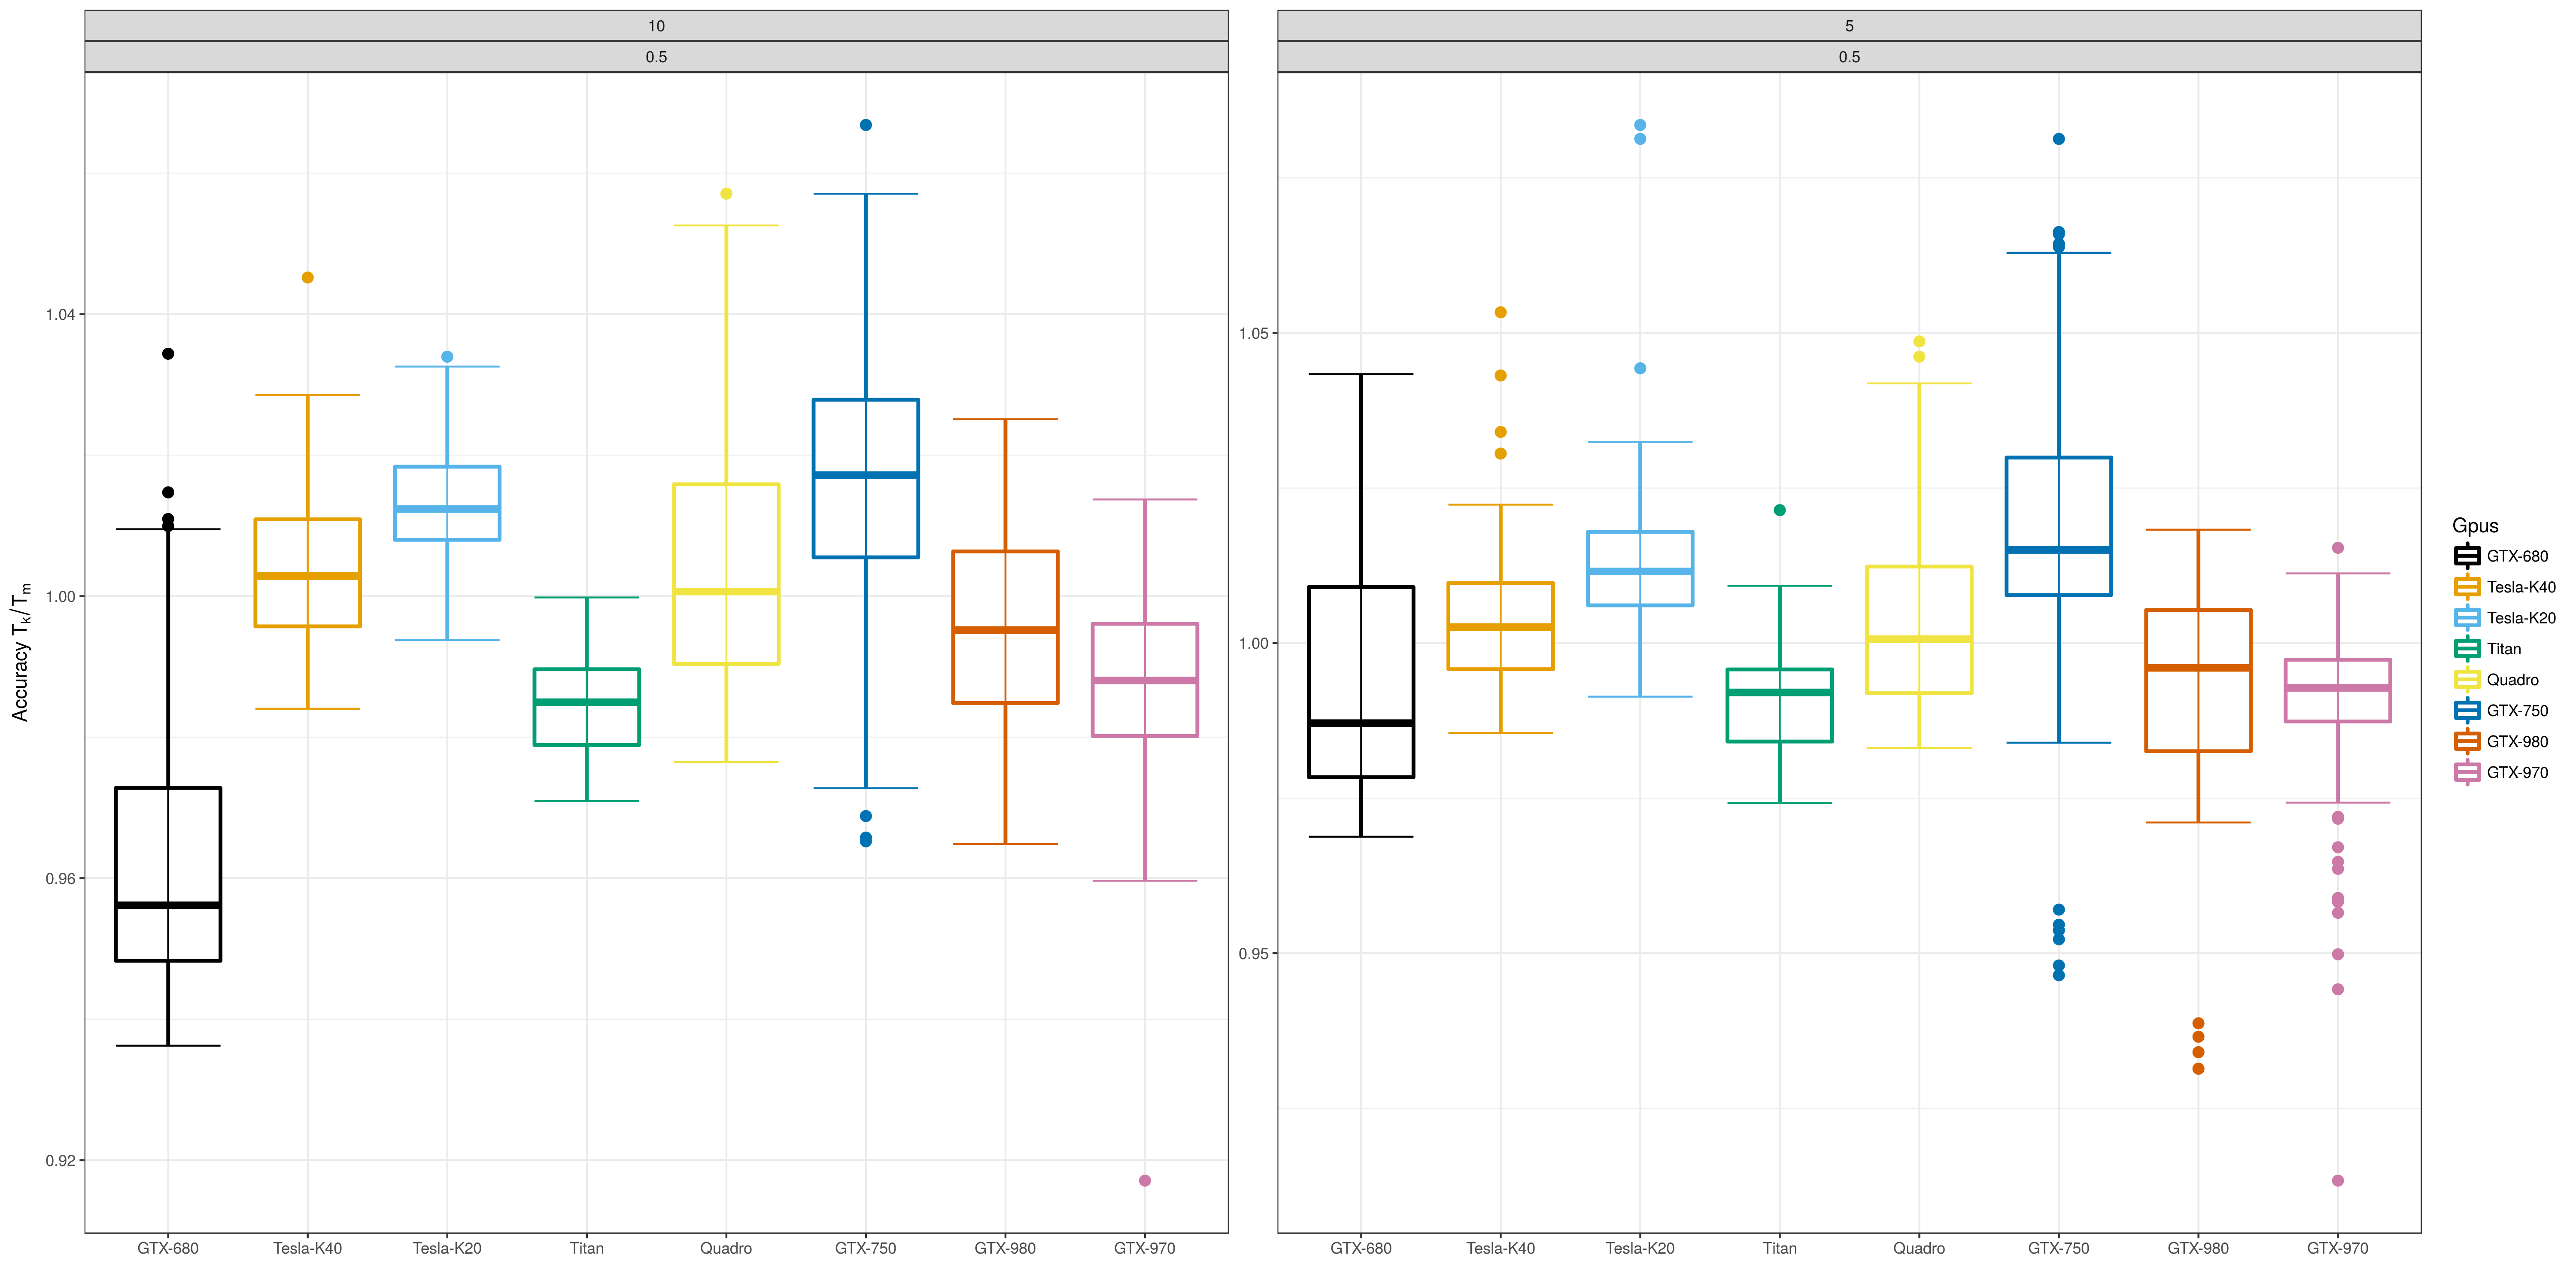 10
0.5
5
0.5
Accuracy Tk/Tm
1.04
1.00
0.96
0.92
1.05
1.00
0.95
GTX-680 Tesla-K40 Tesla-K20 Titan Quadro GTX-750 GTX-980 GTX-970
GTX-680 Tesla-K40 Tesla-K20 Titan Quadro GTX-750 GTX-980 GTX-970
Gpus
GTX-680
Tesla-K40
Tesla-K20
Titan
Quadro
GTX-750
GTX-980
GTX-970